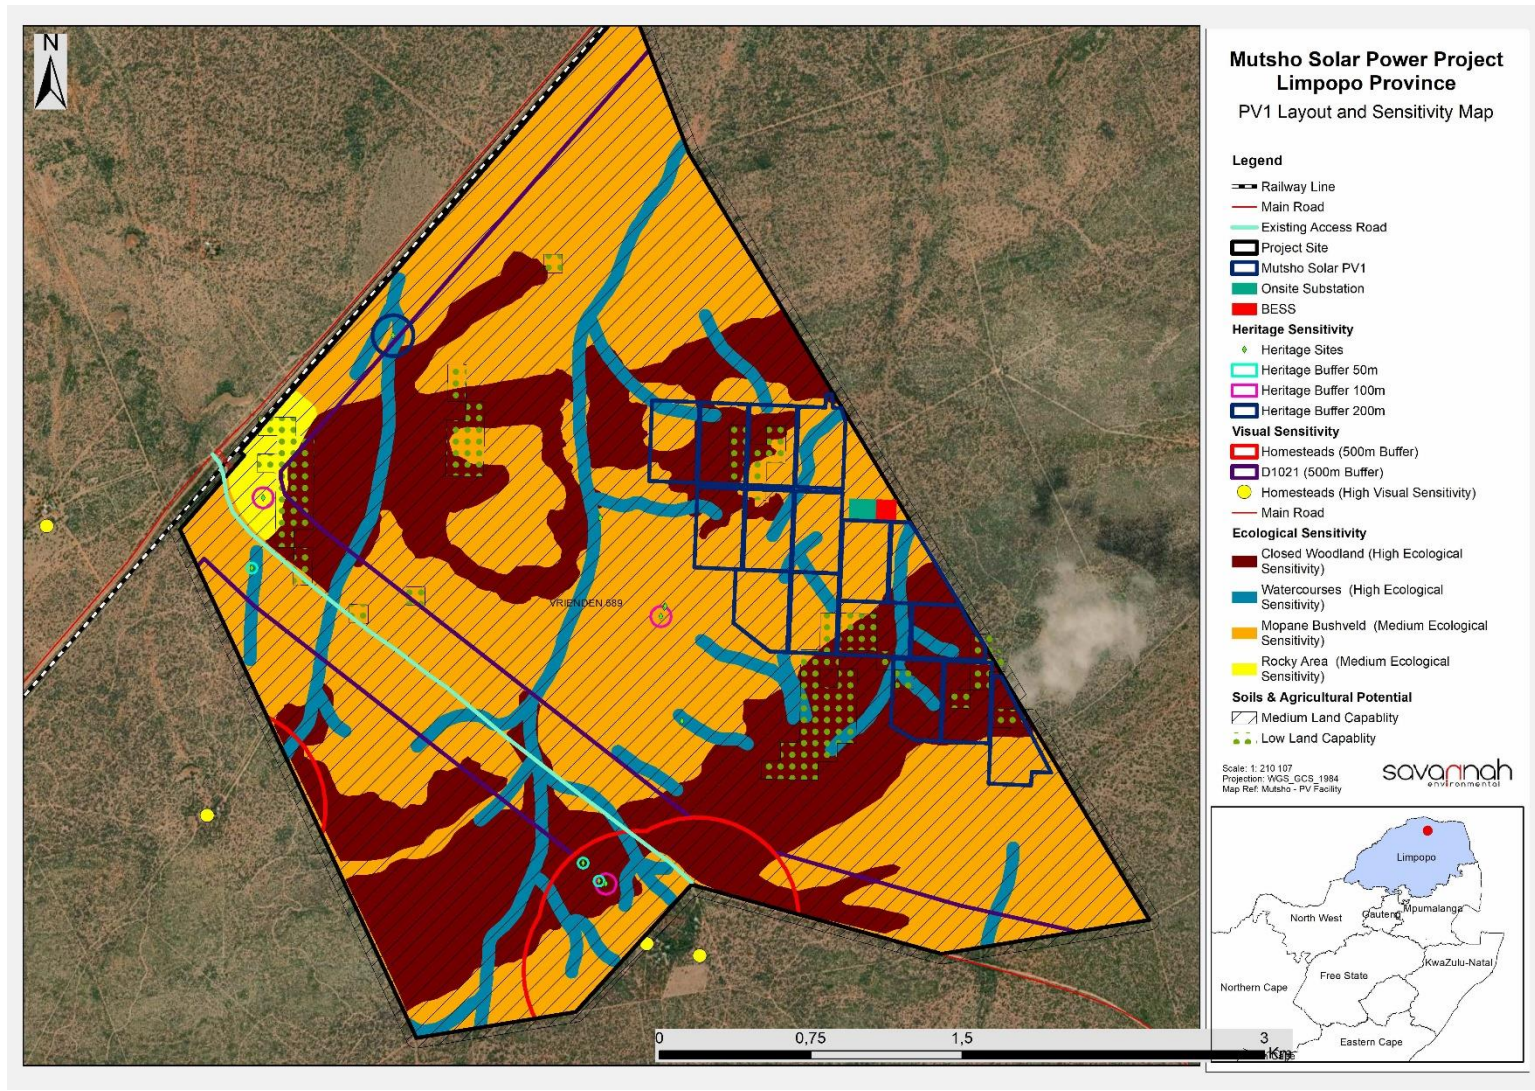 N
VRIENDEN 689
0
0,75
1,5
3
Km
Mutsho Solar Power Project
Limpopo Province
PV1 Layout and Sensitivity Map
Legend
Railway Line
Main Road
Existing Access Road
Project Site
Mutsho Solar PV1
Onsite Substation
BESS
Heritage Sensitivity
Heritage Sites
Heritage Buffer 50m
Heritage Buffer 100m
Heritage Buffer 200m
Visual Sensitivity
Homesteads (500m Buffer)
D1021 (500m Buffer)
Homesteads (High Visual Sensitivity)
Main Road
Ecological Sensitivity
Closed Woodland (High Ecological
Sensitivity)
Watercourses (High Ecological
Sensitivity)
Mopane Bushveld (Medium Ecological
Sensitivity)
Rocky Area (Medium Ecological
Sensitivity)
Soils & Agricultural Potential
Medium Land Capablity
Low Land Capablity
Scale: 1: 210 107
Projection: WGS_GCS_1984
Map Ref: Mutsho - PV Facility
savannah
environmental
Limpopo
North West
Gauteng
Mpumalanga
Free State
KwaZulu-Natal
Northern Cape
Eastern Cape